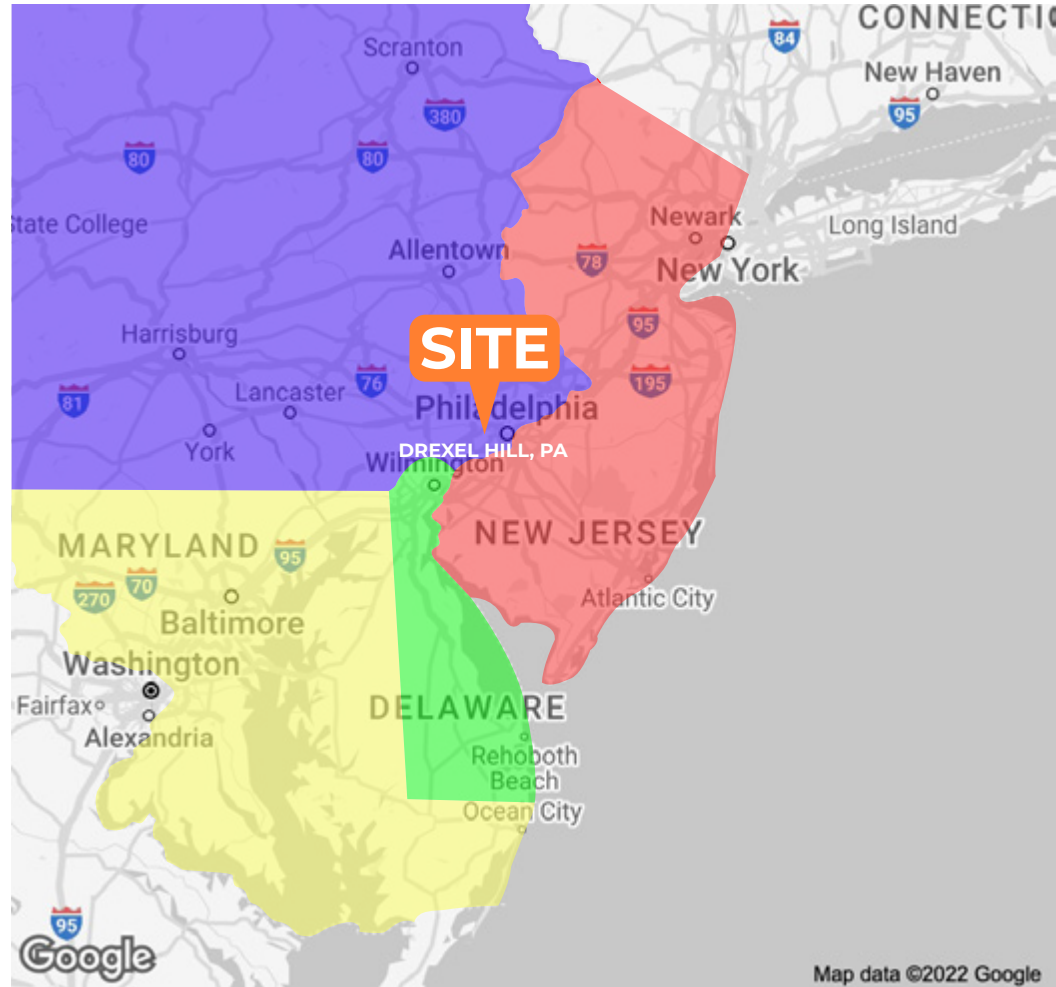 CONNECTIC
Scranton
84
New Haven
380
95
80
80
State College
Newark
Long Island
Allentown
78
New York
SITE
Harrisburg
95
76
195
81
Lancaster
Philadelphia
York
DREXEL HILL, PA
Wilmington
NEW JERSEY
MARYLAND
95
70
270
Atlantic City
Baltimore
Washington
Fairfax
DELAWARE
Alexandria
Rehoboth
Beach
Ocean City
95
Google
Map data ©2022 Google